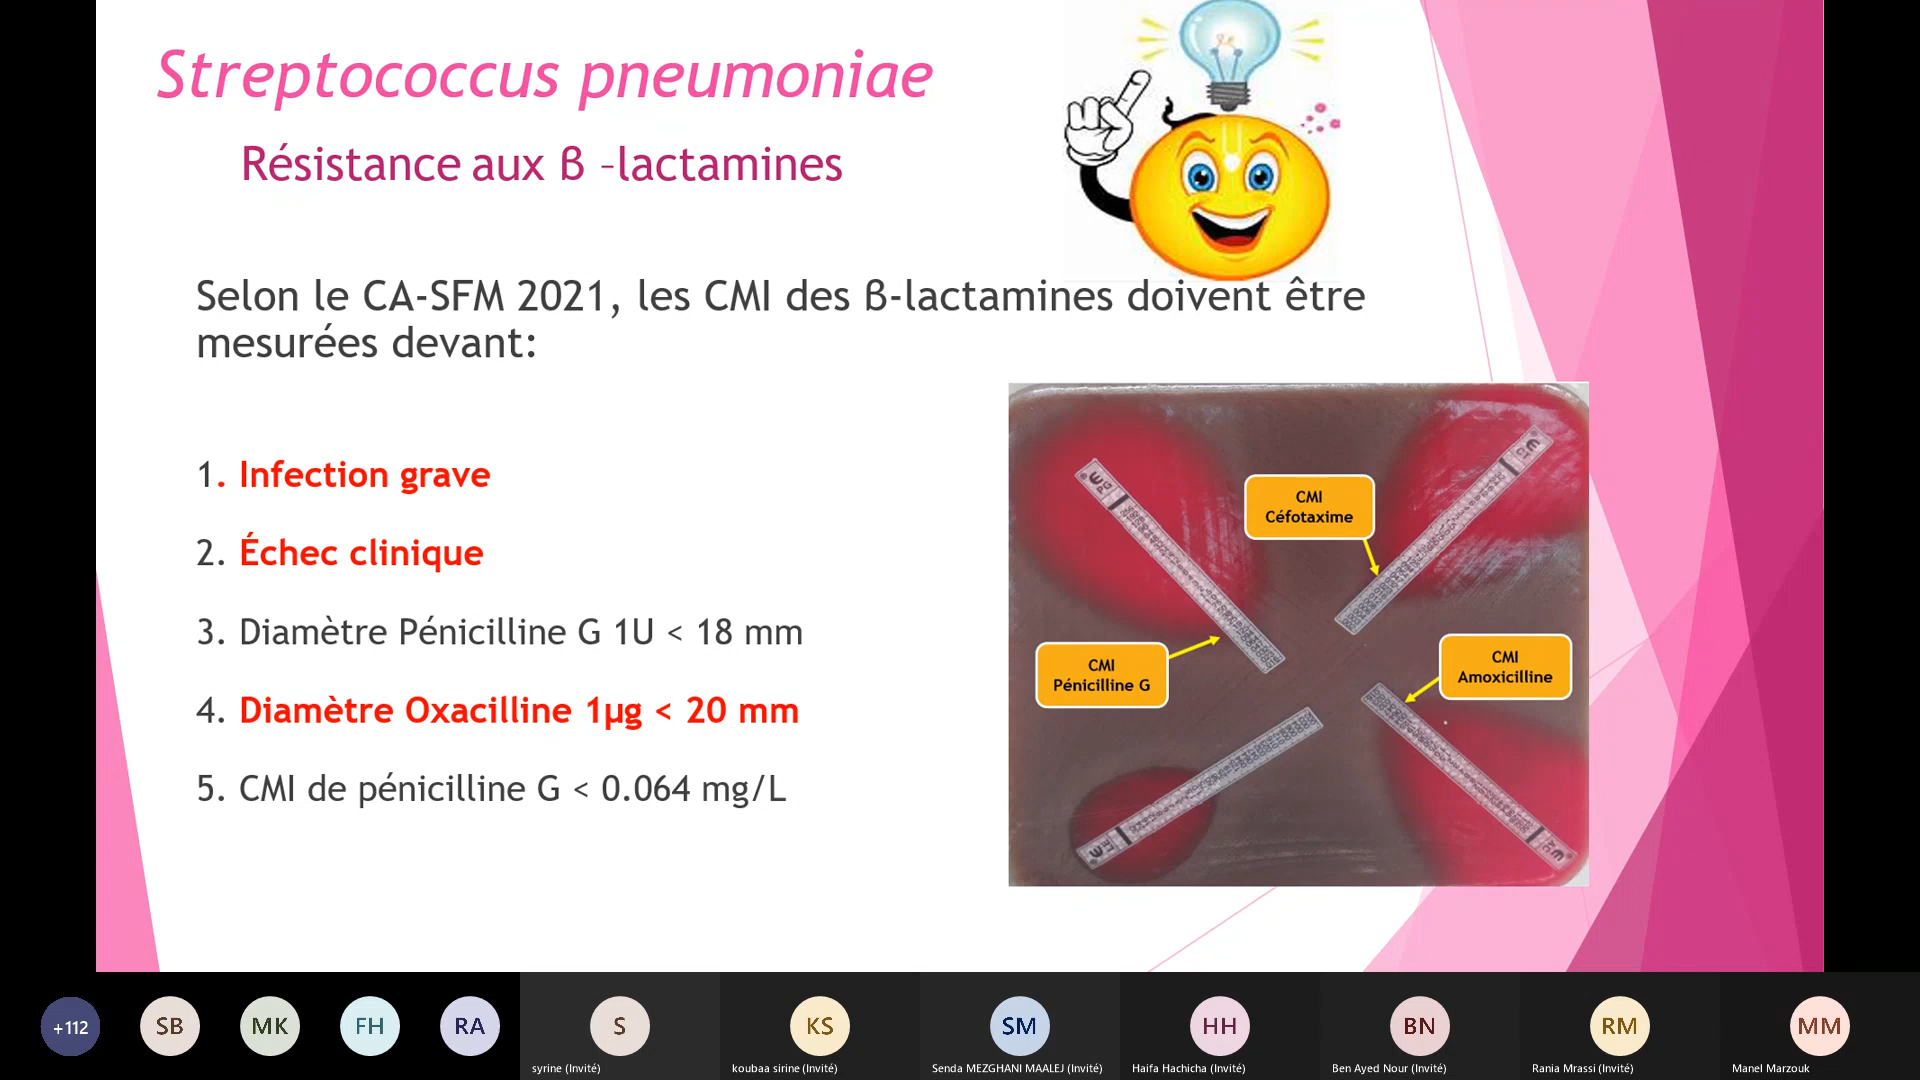 Streptococcus pneumoniae
Résistance aux ß –lactamines
Selon le CA-SFM 2021, les CMI des ß-lactamines doivent être
mesurées devant:
1. Infection grave
2. Échec clinique
3. Diamètre Pénicilline G 1U < 18 mm
4. Diamètre Oxacilline 1µg < 20 mm
5. CMI de pénicilline G < 0.064 mg/L
CMI
Céfotaxime
CMI
Pénicilline G
CMI
Amoxicilline
PG
+112
SB
MK
FH
RA
S
KS
SM
HH
BN
RM
MM
syrine (Invité)
koubaa sirine (Invité)
Senda MEZGHANI MAALEJ (Invité)
Haifa Hachicha (Invité)
Ben Ayed Nour (Invité)
Rania Mrassi (Invité)
Manel Marzouk